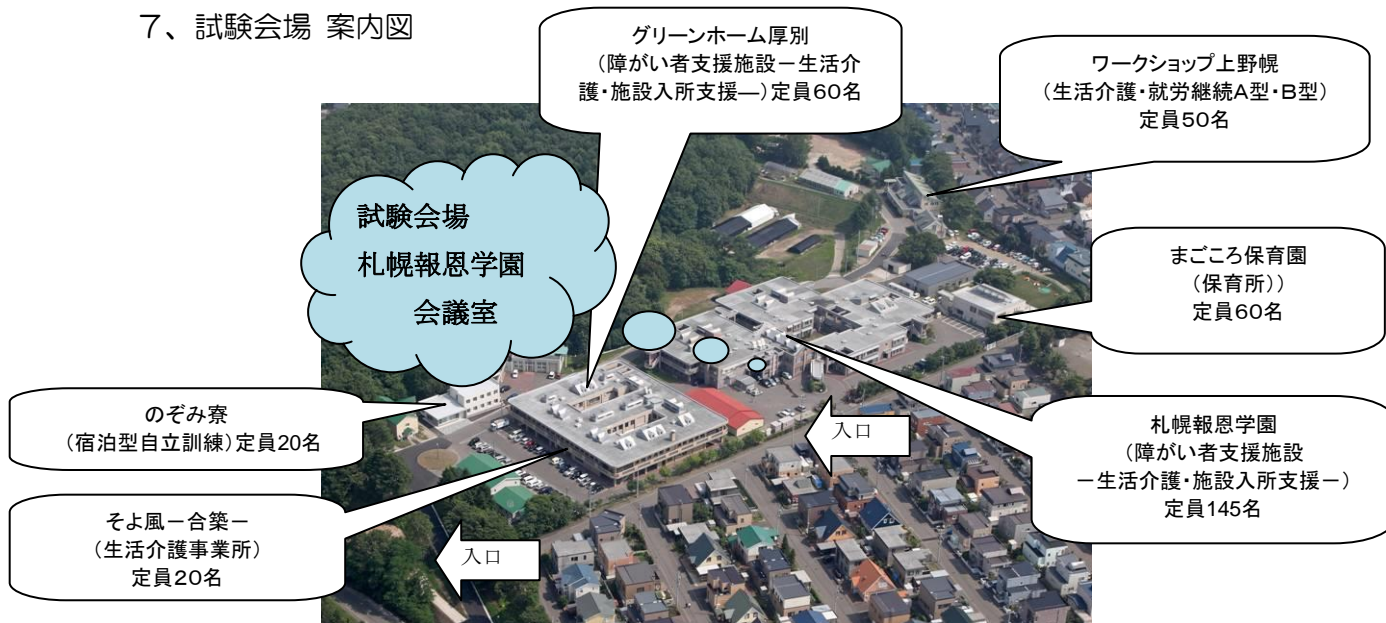 7、試験会場 案内図
グリーンホーム厚別
(障がい者支援施設－生活介
護・施設入所支援―)定員60名
ワークショップ上野幌
(生活介護・就労継続A型・B型)
定員50名
試験会場
札幌報恩学園
会議室
まごころ保育園
(保育所))
定員60名
のぞみ寮
(宿泊型自立訓練)定員20名
入口
札幌報恩学園
(障がい者支援施設
－生活介護・施設入所支援－)
定員145名
そよ風－合築－
(生活介護事業所)
定員20名
入口